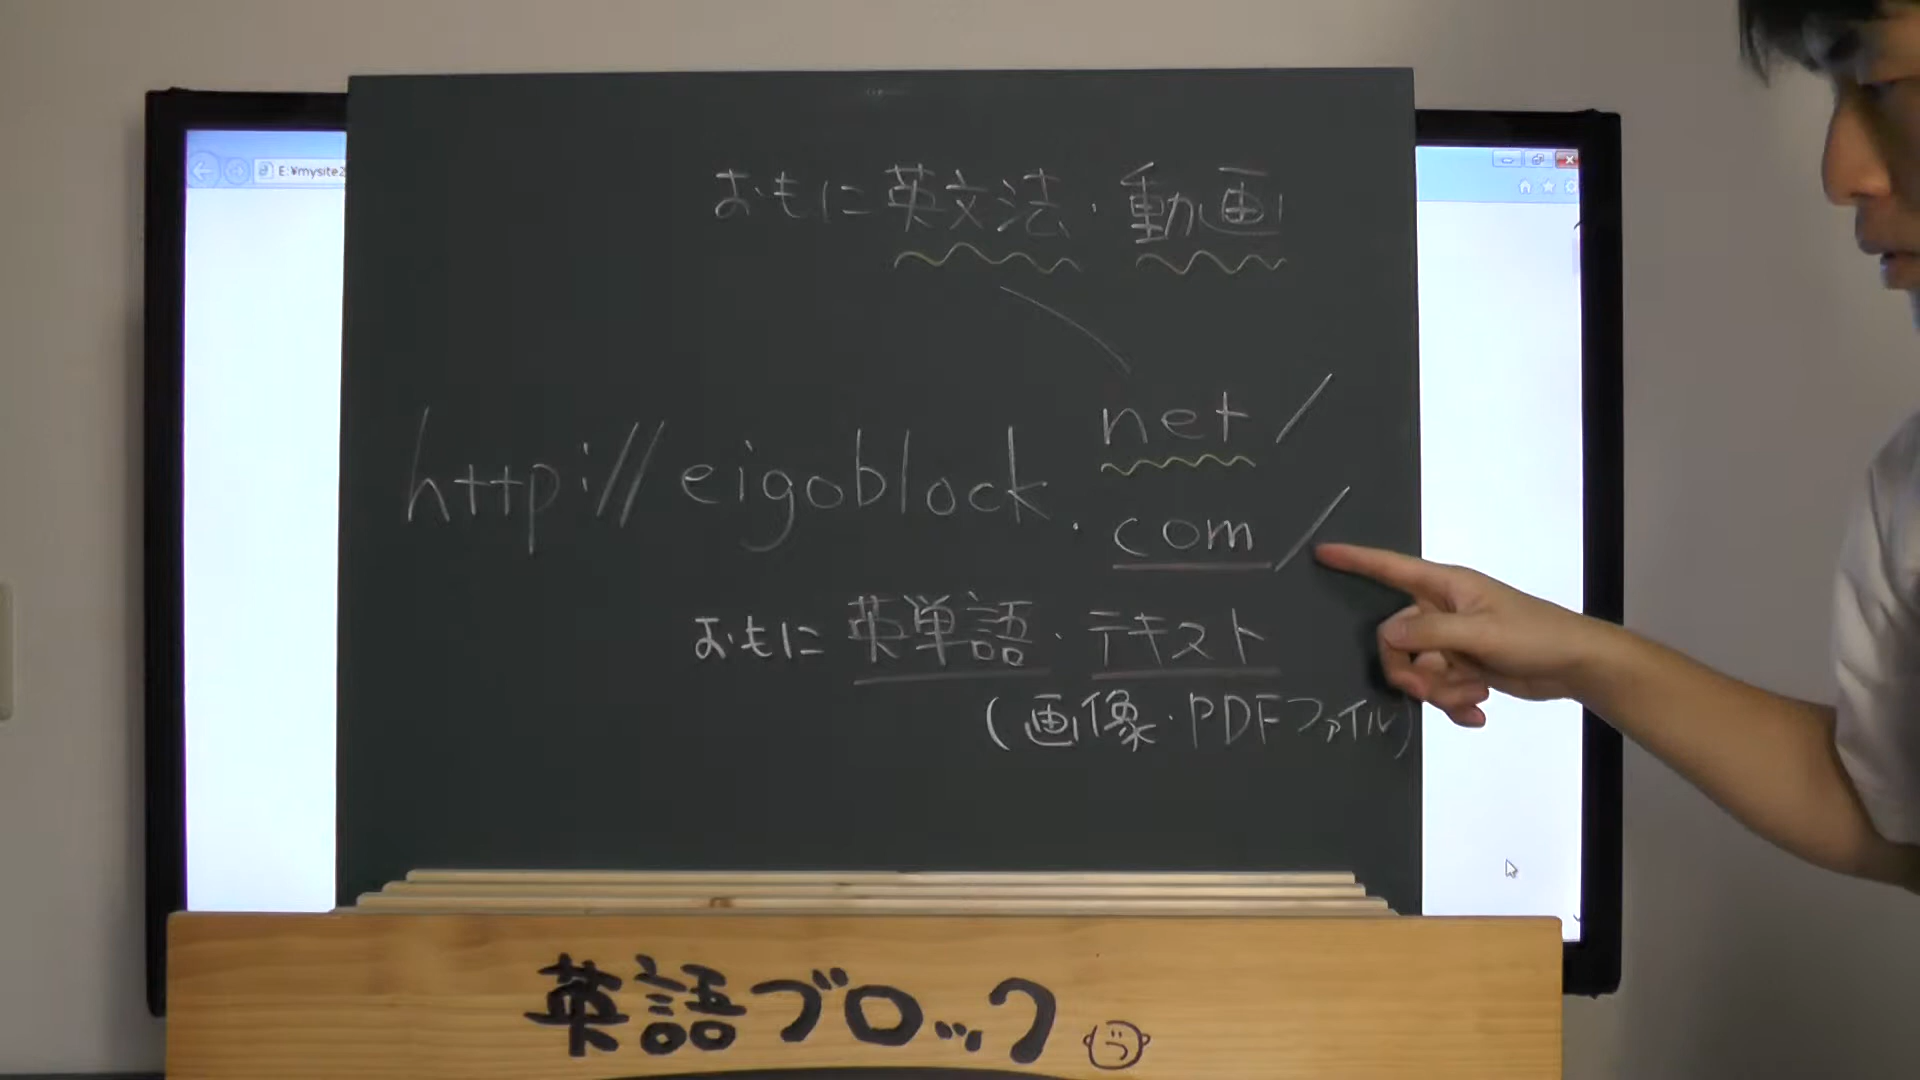 E:¥mysite2
おもに英文法・動画
http://eigoblock.
net/
com/
おもに英単語・テキスト
(画像・PDFファイル)
英語ブロック